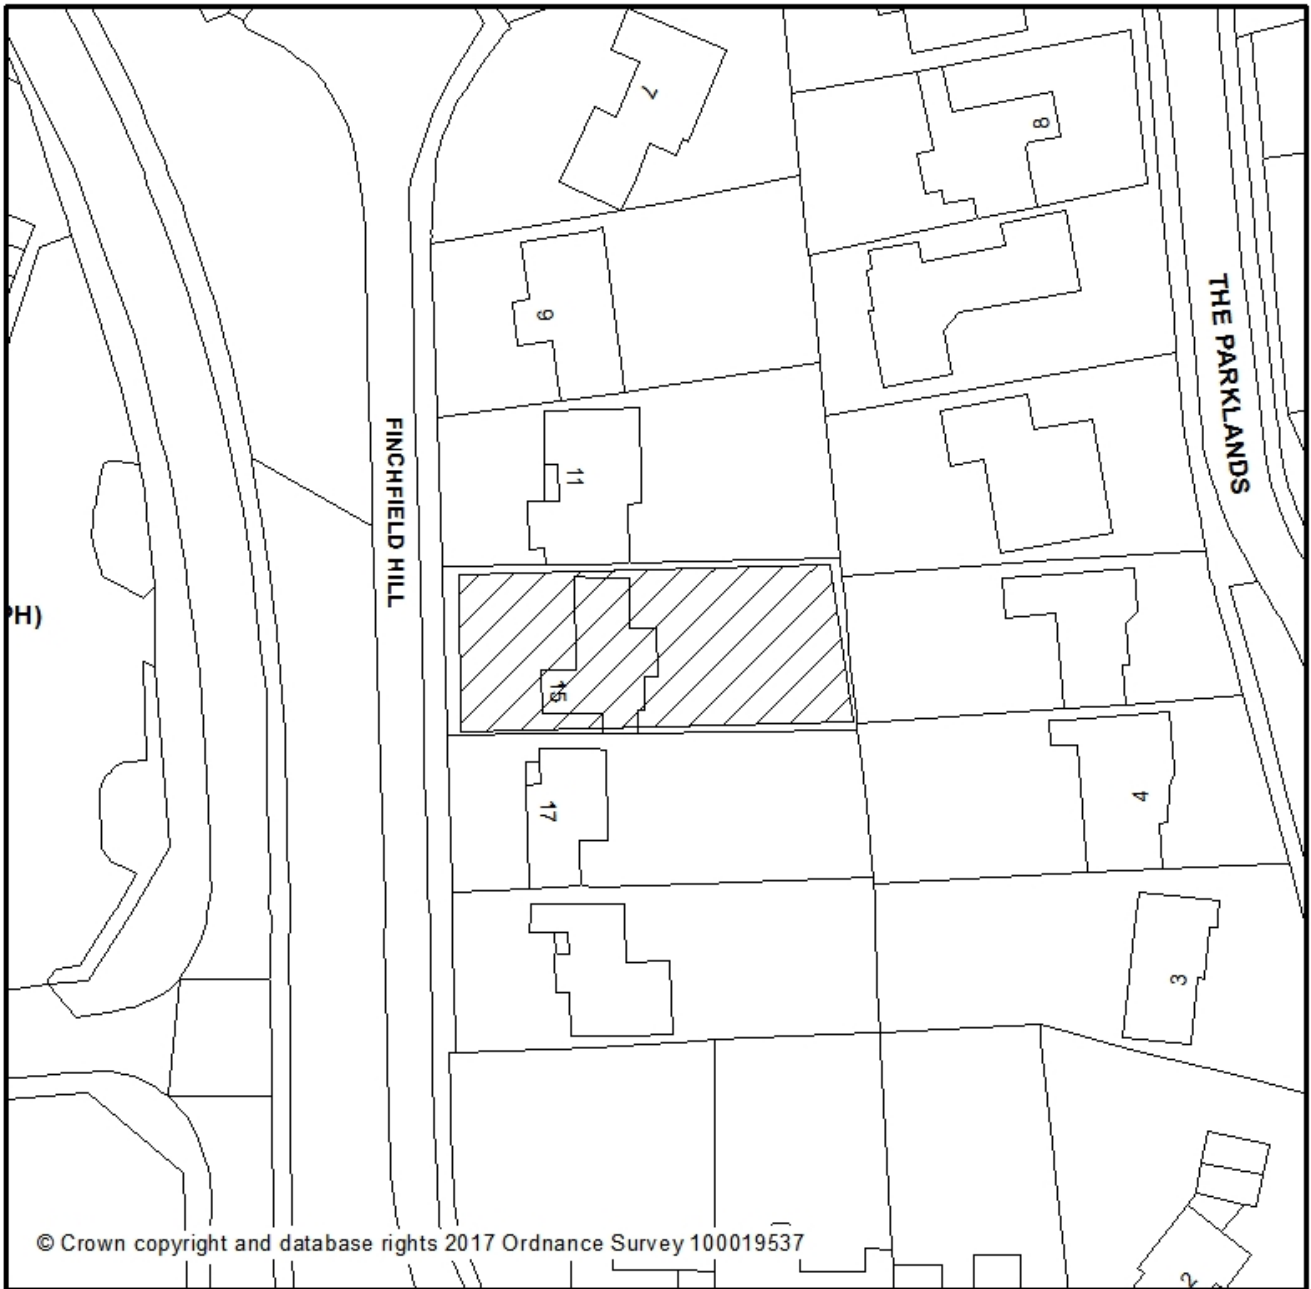 7
8
9
THE PARKLANDS
11
FINCHFIELD HILL
PH)
15
4
17
3
© Crown copyright and database rights 2017 Ordnance Survey 100019537
2